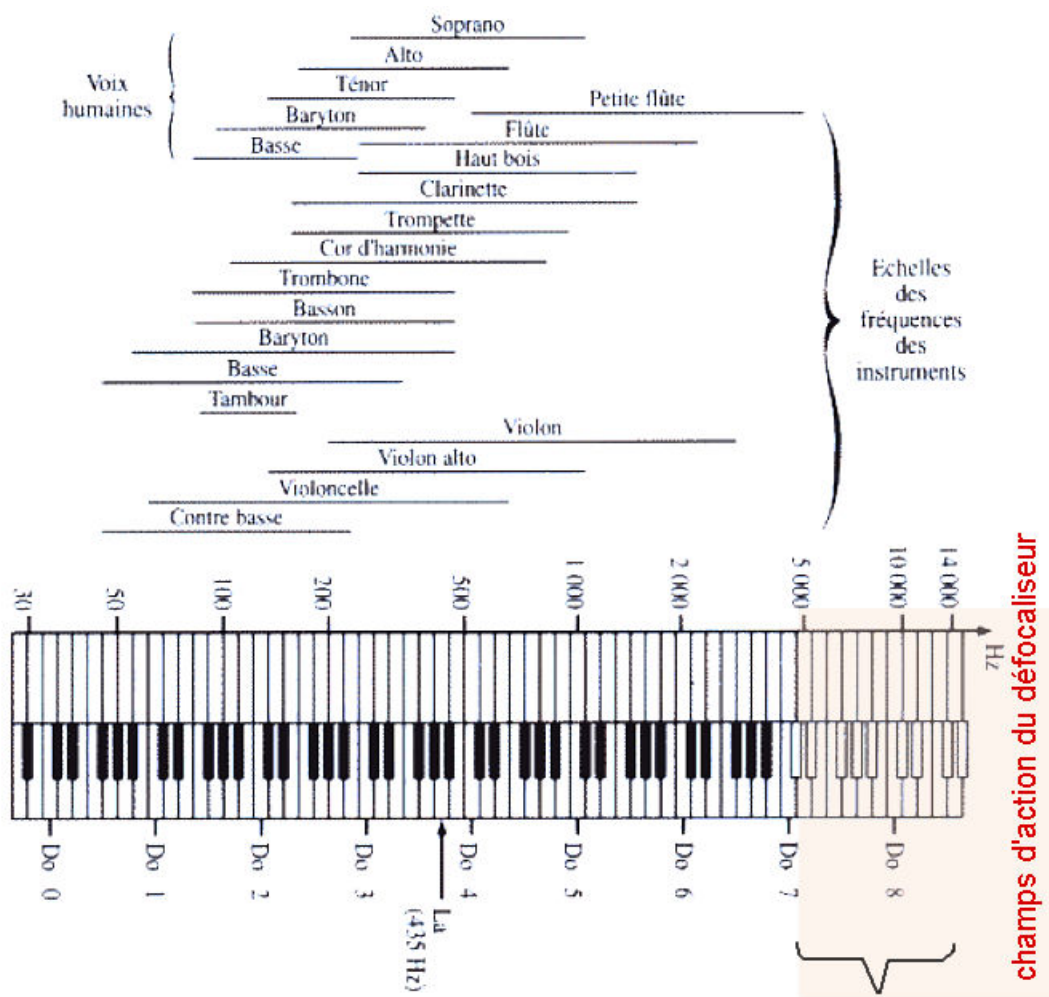 Soprano
Alto
Ténor
Baryton
Basse
Voix
humaines
Petite flûte
Flûte
Haut bois
Clarinette
Trompette
Cor d'harmonie
Trombone
Basson
Baryton
Basse
Tambour
Violon
Violon alto
Violoncelle
Contre basse
Echelles
des
fréquences
des
instruments
30
50
100
200
500
1 000
2 000
5 000
10 000
14 000
Hz
Do 0
Do 1
Do 2
Do 3
La
(435 Hz)
Do 4
Do 5
Do 6
Do 7
Do 8
champs d'action du défocaliseur